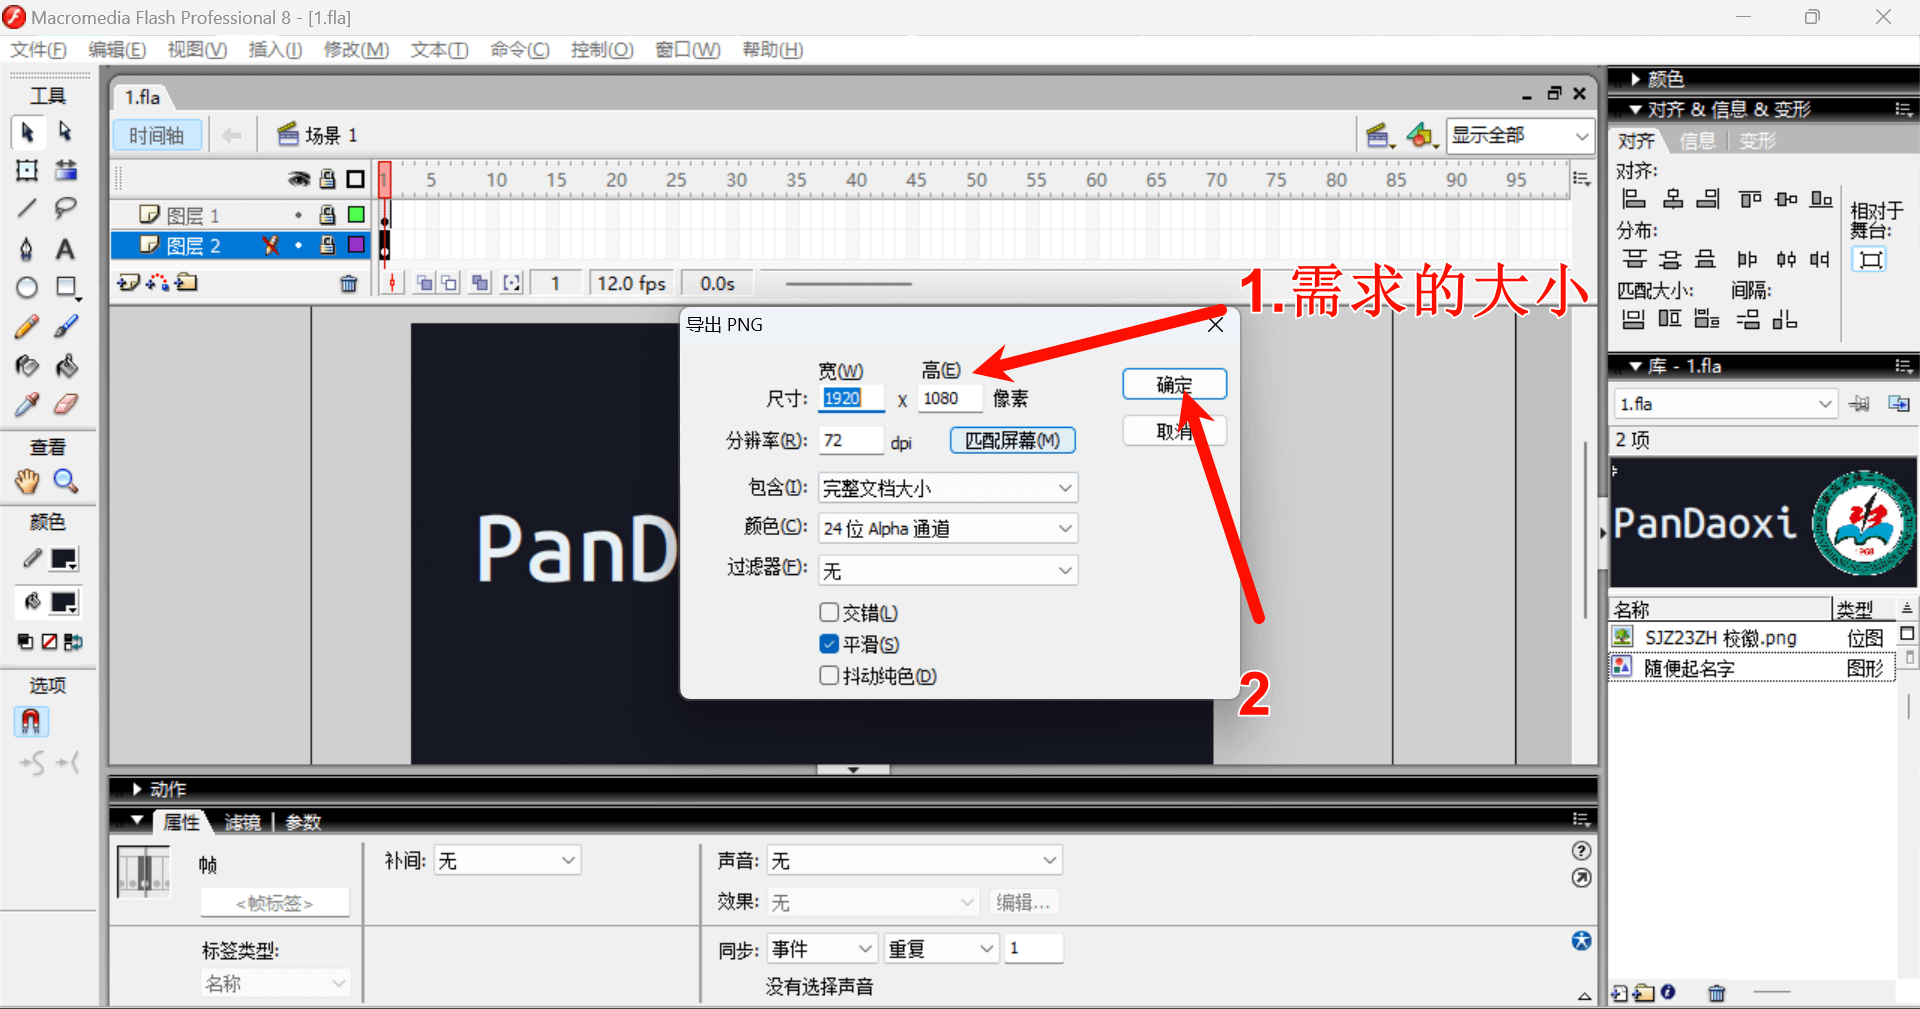 Macromedia Flash Professional 8 - [1.fla]
文件(F) 编辑(E) 视图(V) 插入(I) 修改(M) 文本(T) 命令(C) 控制(O) 窗口(W) 帮助(H)
工具
1.fla
时间轴
场景 1
显示全部
1 5 10 15 20 25 30 35 40 45 50 55 60 65 70 75 80 85 90 95
图层 1
图层 2
1 12.0 fps 0.0s
1.需求的大小
导出 PNG
宽(W) 高(E)
尺寸: 1920 x 1080 像素
分辨率(R): 72 dpi 匹配屏幕(M)
包含(I): 完整文档大小
颜色(C): 24 位 Alpha 通道
过滤器(F): 无
交错(L)
平滑(S)
抖动纯色(D)
确定
取消
2
PanD
查看
颜色
选项
动作
属性 滤镜 参数
帧
<帧标签>
标签类型:
名称
补间: 无
声音: 无
效果: 无 编辑...
同步: 事件 重复 1
没有选择声音
颜色
对齐 & 信息 & 变形
对齐 信息 变形
对齐:
相对于
舞台:
分布:
匹配大小: 间隔:
库 - 1.fla
1.fla
2 项
PanDaoxi
1968
名称 类型
SJZ23ZH 校徽.png 位图
随便起名字 图形